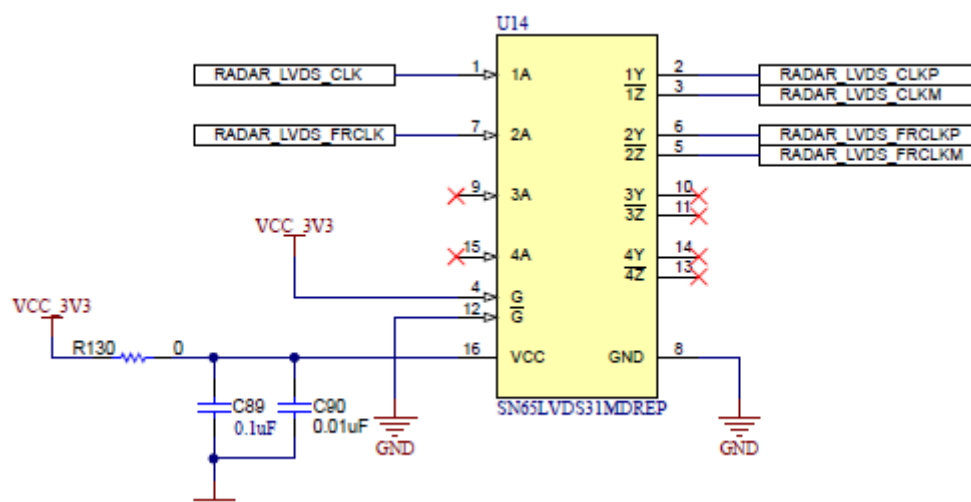 U14
RADAR_LVDS_CLK 1 1A 1Y 2 RADAR_LVDS_CLKP
1Z 3 RADAR_LVDS_CLKM
RADAR_LVDS_FRCLK 7 2A 2Y 6 RADAR_LVDS_FRCLKP
2Z 5 RADAR_LVDS_FRCLKM
9 3A 3Y 10
3Z 11
VCC_3V3
15 4A 4Y 14
4Z 13
4 G
VCC_3V3
12 G
R130 0 16 VCC GND 8
C89 C90 SN65LVDS31MDREP
0.1uF 0.01uF
GND GND